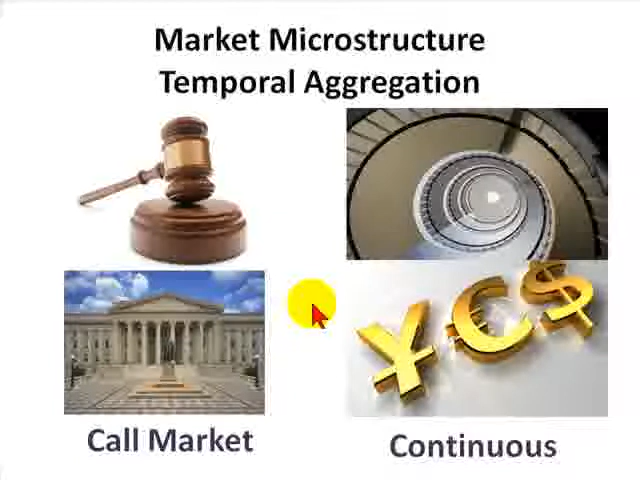 Market Microstructure
Temporal Aggregation
¥ € $
Call Market
Continuous